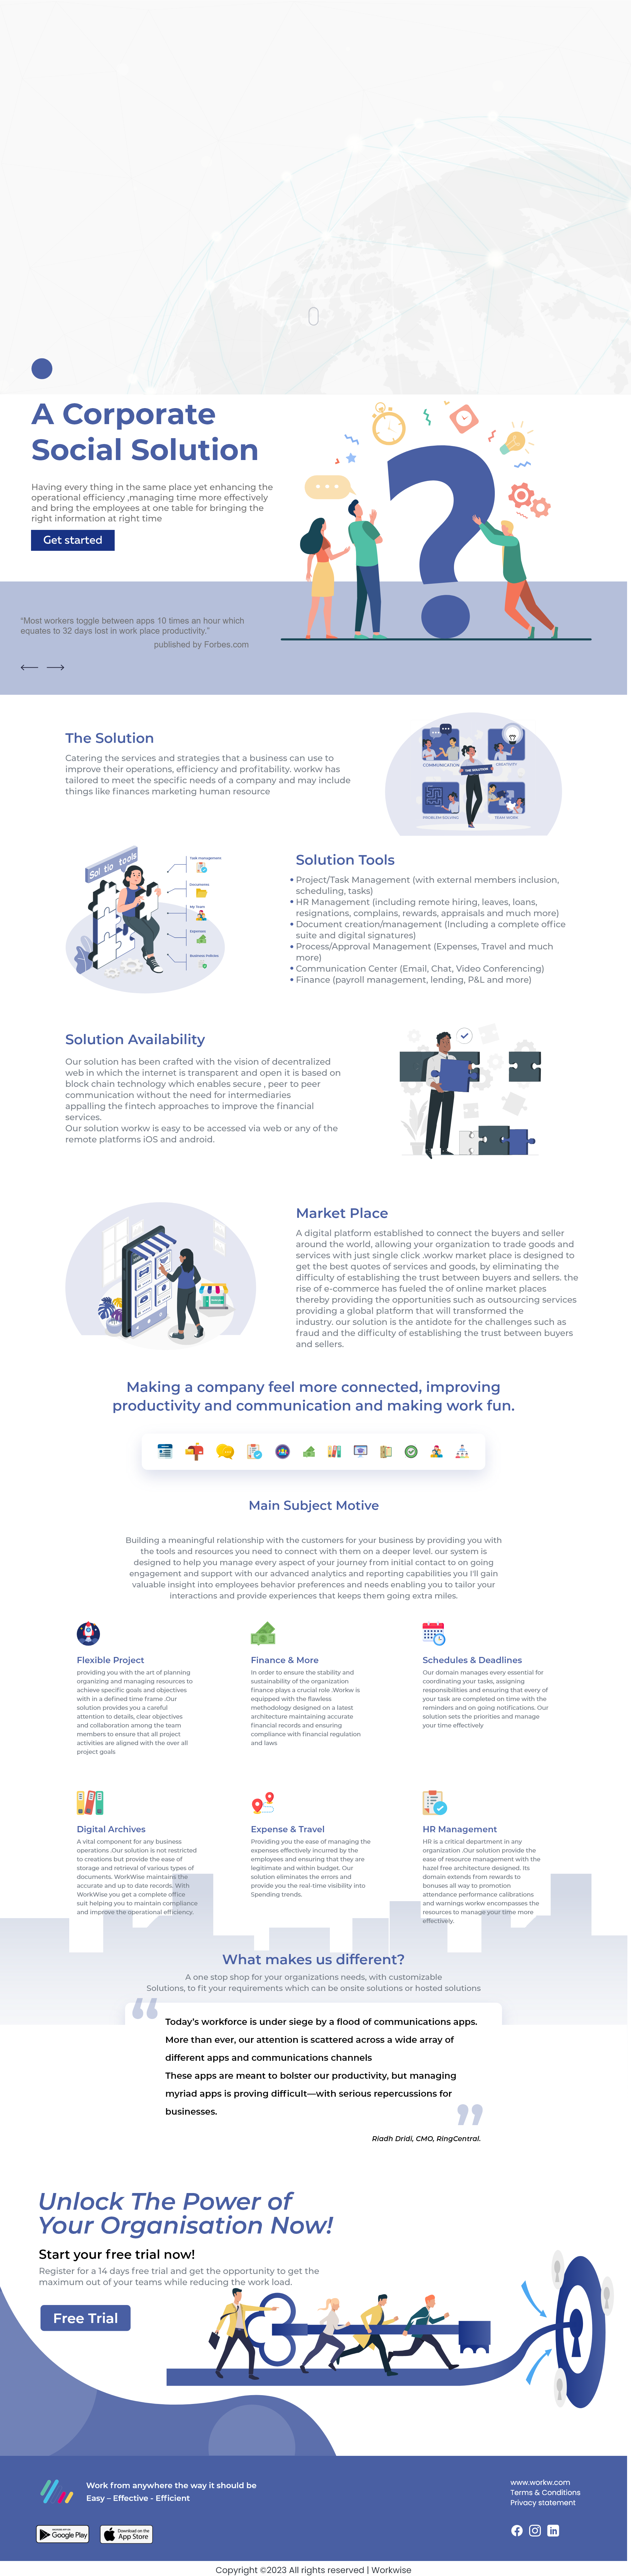 A Corporate
Social Solution
Having every thing in the same place yet enhancing the
operational efficiency ,managing time more effectively
and bring the employees at one table for bringing the
right information at right time
Get started
“Most workers toggle between apps 10 times an hour which
equates to 32 days lost in work place productivity.”
published by Forbes.com
The Solution
Catering the services and strategies that a business can use to
improve their operations, efficiency and profitability. workw has
tailored to meet the specific needs of a company and may include
things like finances marketing human resource
COMMUNICATION
CREATIVITY
THE SOLUTION
PROBLEM SOLVING
TEAM WORK
Sol tio tools
Task Management
Documents
My Team
Expenses
Business Policies
Solution Tools
• Project/Task Management (with external members inclusion,
scheduling, tasks)
• HR Management (including remote hiring, leaves, loans,
resignations, complains, rewards, appraisals and much more)
• Document creation/management (Including a complete office
suite and digital signatures)
• Process/Approval Management (Expenses, Travel and much
more)
• Communication Center (Email, Chat, Video Conferencing)
• Finance (payroll management, lending, P&L and more)
Solution Availability
Our solution has been crafted with the vision of decentralized
web in which the internet is transparent and open it is based on
block chain technology which enables secure , peer to peer
communication without the need for intermediaries
appalling the fintech approaches to improve the financial
services.
Our solution workw is easy to be accessed via web or any of the
remote platforms iOS and android.
Market Place
A digital platform established to connect the buyers and seller
around the world, allowing your organization to trade goods and
services with just single click .workw market place is designed to
get the best quotes of services and goods, by eliminating the
difficulty of establishing the trust between buyers and sellers. the
rise of e-commerce has fueled the of online market places
thereby providing the opportunities such as outsourcing services
providing a global platform that will transformed the
industry. our solution is the antidote for the challenges such as
fraud and the difficulty of establishing the trust between buyers
and sellers.
Making a company feel more connected, improving
productivity and communication and making work fun.
Main Subject Motive
Building a meaningful relationship with the customers for your business by providing you with
the tools and resources you need to connect with them on a deeper level. our system is
designed to help you manage every aspect of your journey from initial contact to on going
engagement and support with our advanced analytics and reporting capabilities you I'll gain
valuable insight into employees behavior preferences and needs enabling you to tailor your
interactions and provide experiences that keeps them going extra miles.
Flexible Project
providing you with the art of planning
organizing and managing resources to
achieve specific goals and objectives
with in a defined time frame .Our
solution provides you a careful
attention to details, clear objectives
and collaboration among the team
members to ensure that all project
activities are aligned with the over all
project goals
Finance & More
In order to ensure the stability and
sustainability of the organization
finance plays a crucial role .Workw is
equipped with the flawless
methodology designed on a latest
architecture maintaining accurate
financial records and ensuring
compliance with financial regulation
and laws
Schedules & Deadlines
Our domain manages every essential for
coordinating your tasks, assigning
responsibilities and ensuring that every of
your task are completed on time with the
reminders and on going notifications. Our
solution sets the priorities and manage
your time effectively
Digital Archives
A vital component for any business
operations .Our solution is not restricted
to creations but provide the ease of
storage and retrieval of various types of
documents. WorkWise maintains the
accurate and up to date records. With
WorkWise you get a complete office
suit helping you to maintain compliance
and improve the operational efficiency.
Expense & Travel
Providing you the ease of managing the
expenses effectively incurred by the
employees and ensuring that they are
legitimate and within budget. Our
solution eliminates the errors and
provide you the real-time visibility into
Spending trends.
HR Management
HR is a critical department in any
organization .Our solution provide the
ease of resource management with the
hazel free architecture designed. Its
domain extends from rewards to
bonuses all way to promotion
attendance performance calibrations
and warnings workw encompasses the
resources to manage your time more
effectively.
What makes us different?
A one stop shop for your organizations needs, with customizable
Solutions, to fit your requirements which can be onsite solutions or hosted solutions
“
Today’s workforce is under siege by a flood of communications apps.
More than ever, our attention is scattered across a wide array of
different apps and communications channels
These apps are meant to bolster our productivity, but managing
myriad apps is proving difficult—with serious repercussions for
businesses.
”
Riadh Dridi, CMO, RingCentral.
Unlock The Power of
Your Organisation Now!
Start your free trial now!
Register for a 14 days free trial and get the opportunity to get the
maximum out of your teams while reducing the work load.
Free Trial
Work from anywhere the way it should be
Easy – Effective - Efficient
Google Play
Download on the
App Store
www.workw.com
Terms & Conditions
Privacy statement
Copyright ©2023 All rights reserved | Workwise